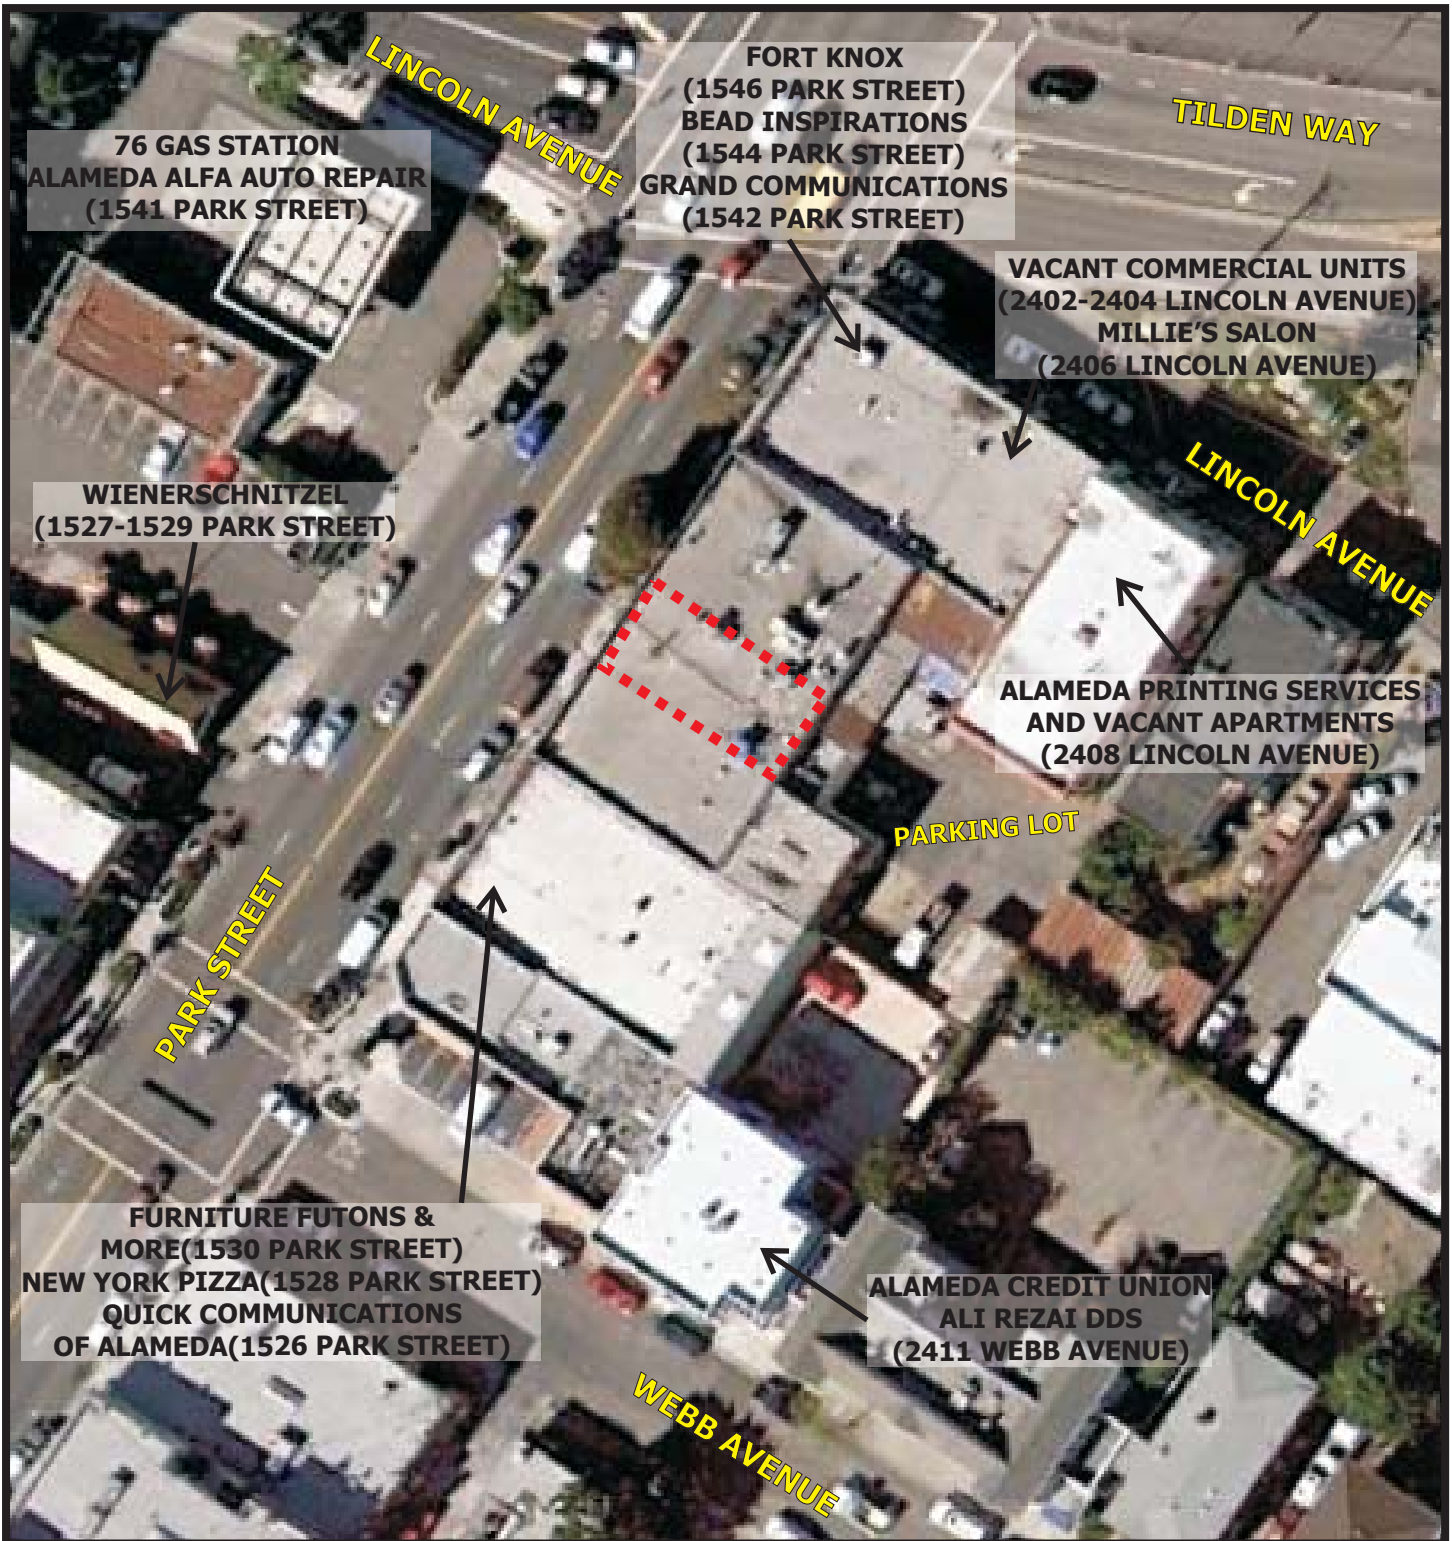 LINCOLN AVENUE
FORT KNOX
(1546 PARK STREET)
BEAD INSPIRATIONS
(1544 PARK STREET)
GRAND COMMUNICATIONS
(1542 PARK STREET)
TILDEN WAY
76 GAS STATION
ALAMEDA ALFA AUTO REPAIR
(1541 PARK STREET)
VACANT COMMERCIAL UNITS
(2402-2404 LINCOLN AVENUE)
MILLIE'S SALON
(2406 LINCOLN AVENUE)
WIENERSCHNITZEL
(1527-1529 PARK STREET)
LINCOLN AVENUE
ALAMEDA PRINTING SERVICES
AND VACANT APARTMENTS
(2408 LINCOLN AVENUE)
PARKING LOT
PARK STREET
FURNITURE FUTONS &
MORE(1530 PARK STREET)
NEW YORK PIZZA(1528 PARK STREET)
QUICK COMMUNICATIONS
OF ALAMEDA(1526 PARK STREET)
ALAMEDA CREDIT UNION
ALI REZAI DDS
(2411 WEBB AVENUE)
WEBB AVENUE